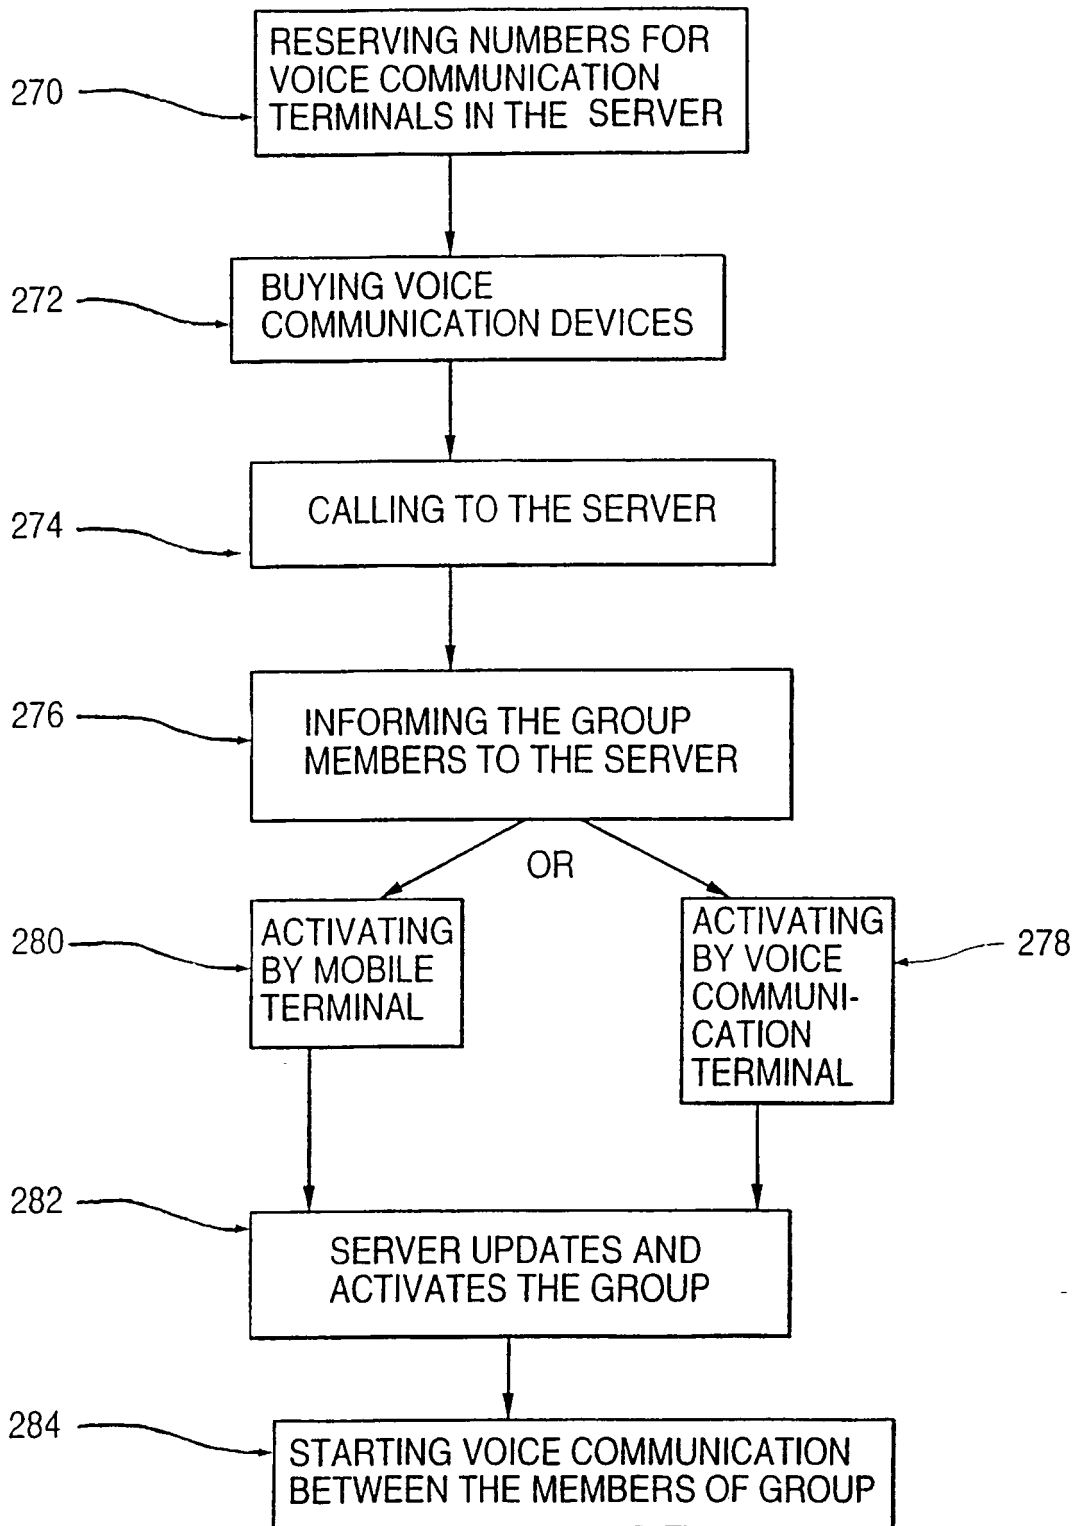 270
RESERVING NUMBERS FOR
VOICE COMMUNICATION
TERMINALS IN THE SERVER
272
BUYING VOICE
COMMUNICATION DEVICES
274
CALLING TO THE SERVER
276
INFORMING THE GROUP
MEMBERS TO THE SERVER
OR
280
ACTIVATING
BY MOBILE
TERMINAL
ACTIVATING
BY VOICE
COMMUNI-
CATION
TERMINAL
278
282
SERVER UPDATES AND
ACTIVATES THE GROUP
284
STARTING VOICE COMMUNICATION
BETWEEN THE MEMBERS OF GROUP